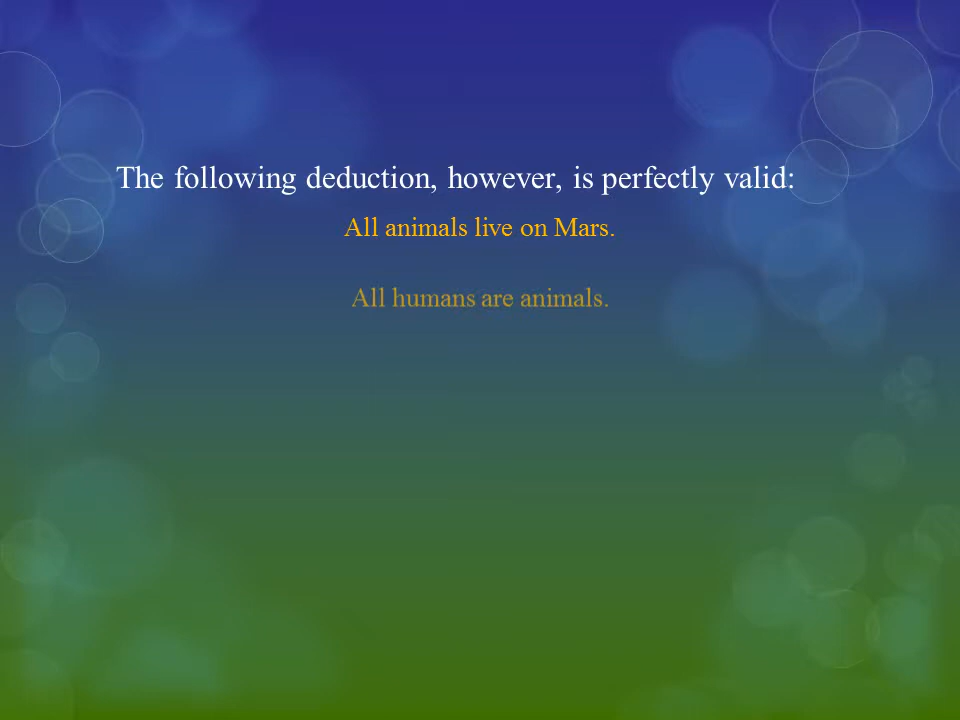 The following deduction, however, is perfectly valid:
All animals live on Mars.
All humans are animals.